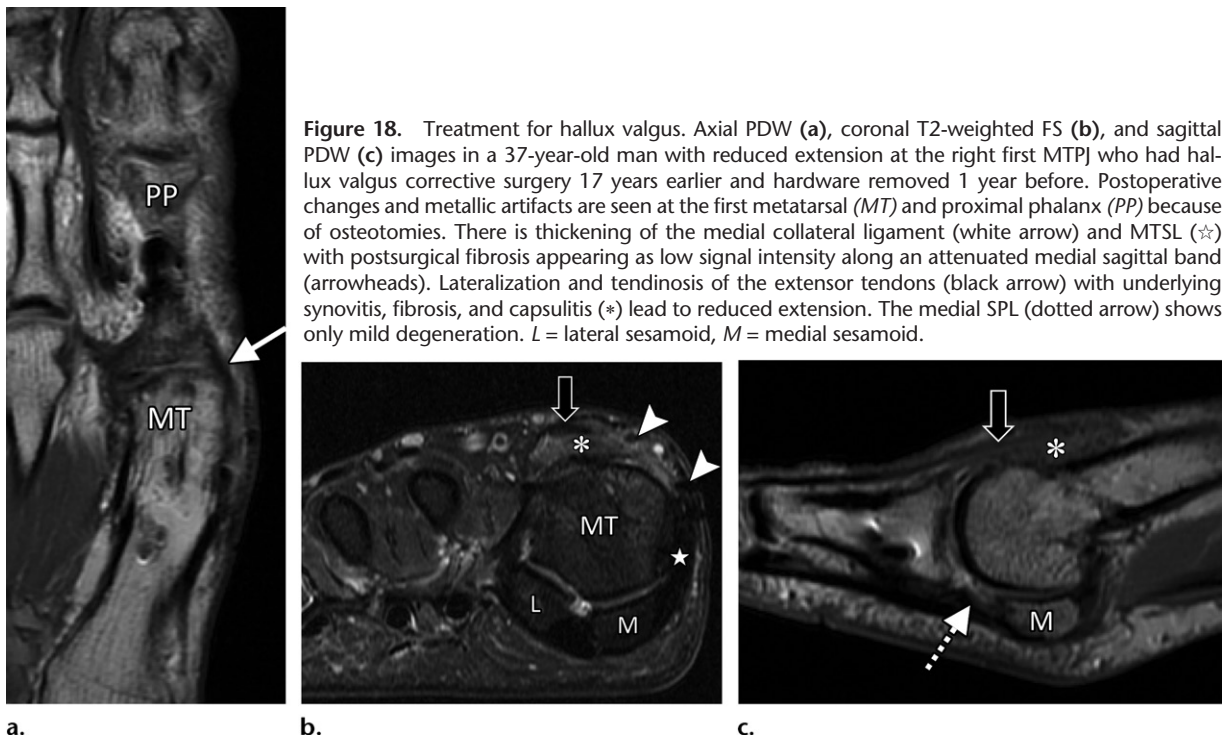 Figure 18. Treatment for hallux valgus. Axial PDW (a), coronal T2-weighted FS (b), and sagittal
PDW (c) images in a 37-year-old man with reduced extension at the right first MTPJ who had hal-
lux valgus corrective surgery 17 years earlier and hardware removed 1 year before. Postoperative
changes and metallic artifacts are seen at the first metatarsal (MT) and proximal phalanx (PP) because
of osteotomies. There is thickening of the medial collateral ligament (white arrow) and MTSL (☆)
with postsurgical fibrosis appearing as low signal intensity along an attenuated medial sagittal band
(arrowheads). Lateralization and tendinosis of the extensor tendons (black arrow) with underlying
synovitis, fibrosis, and capsulitis (*) lead to reduced extension. The medial SPL (dotted arrow) shows
only mild degeneration. L = lateral sesamoid, M = medial sesamoid.
PP
MT
a.
*
MT
L
M
b.
*
M
c.